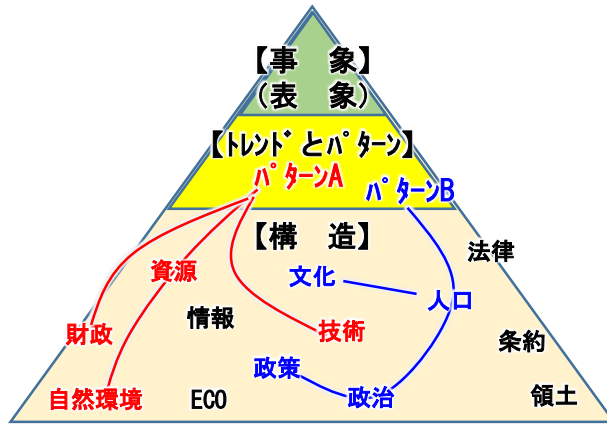 【事　象】
(表　象)
【ﾄﾚﾝﾄﾞとﾊﾟﾀｰﾝ】
ﾊﾟﾀｰﾝA
ﾊﾟﾀｰﾝB
【構　造】
法律
資源
文化
人口
情報
財政
技術
条約
政策
自然環境
ECO
政治
領土